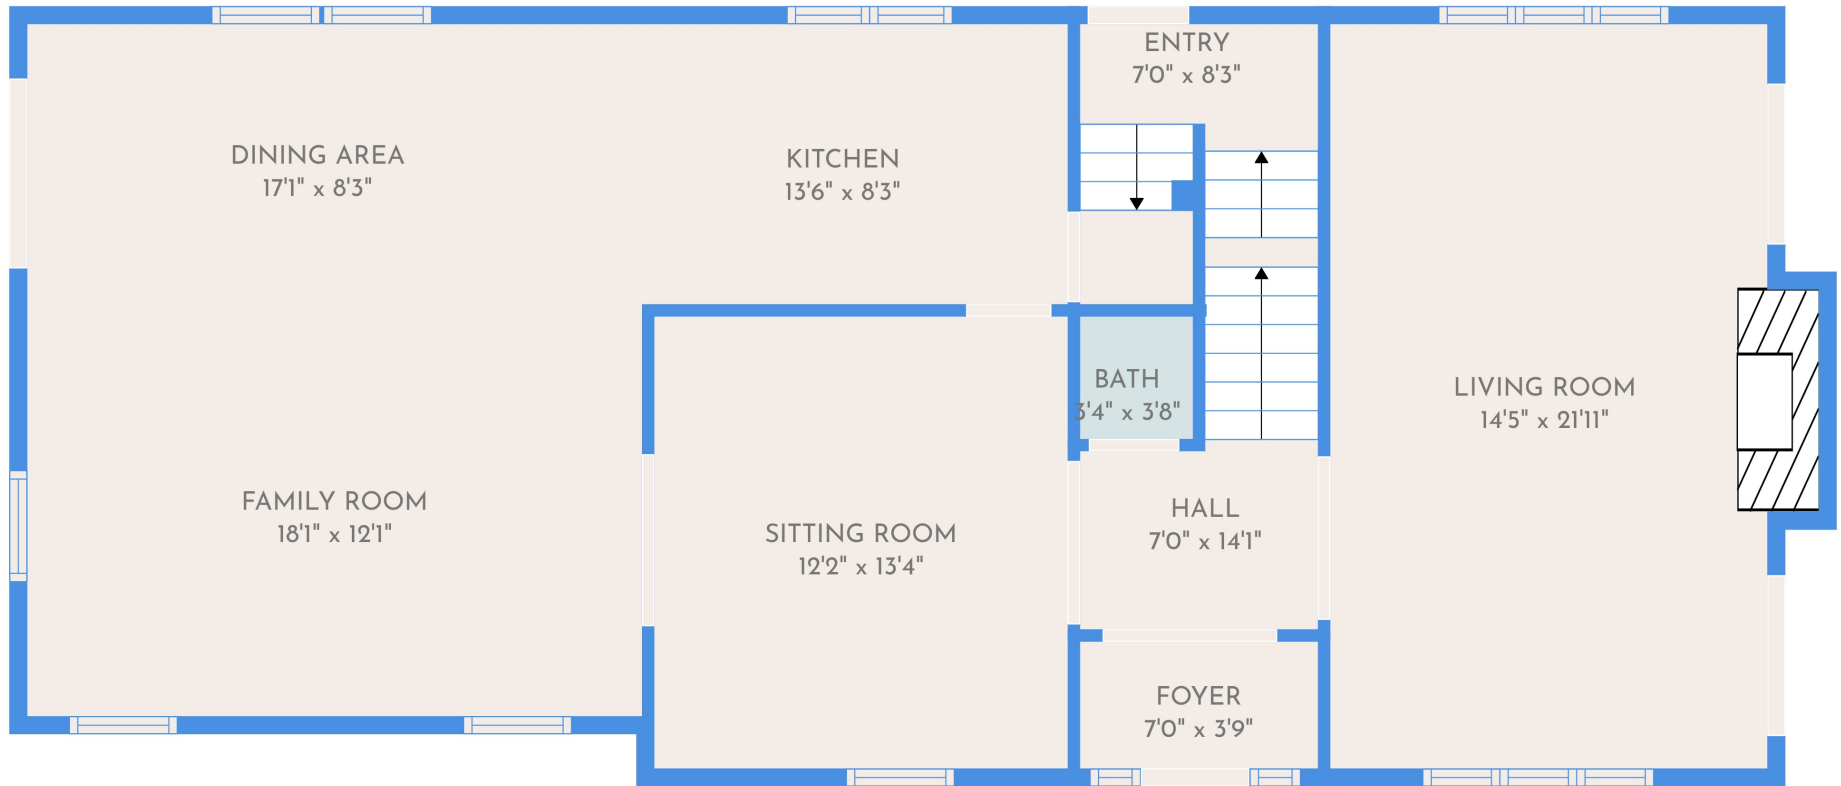 ENTRY
7'0" x 8'3"
DINING AREA
17'1" x 8'3"
KITCHEN
13'6" x 8'3"
BATH
3'4" x 3'8"
LIVING ROOM
14'5" x 21'11"
FAMILY ROOM
18'1" x 12'1"
SITTING ROOM
12'2" x 13'4"
HALL
7'0" x 14'1"
FOYER
7'0" x 3'9"